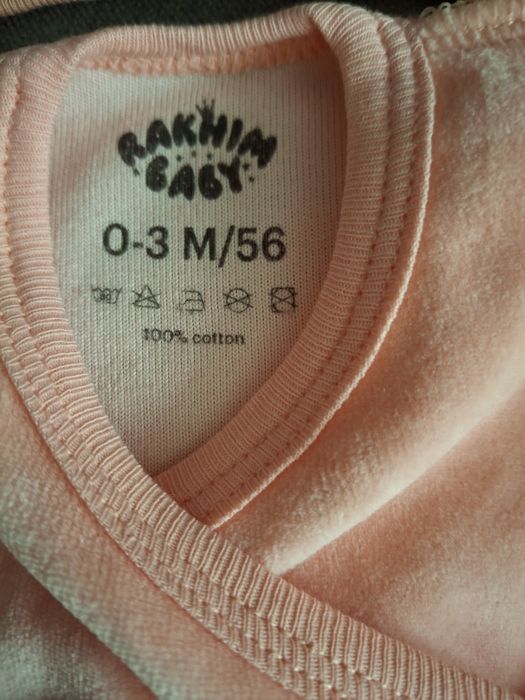 RAKHIM
BABY
0-3 M/56
100% cotton